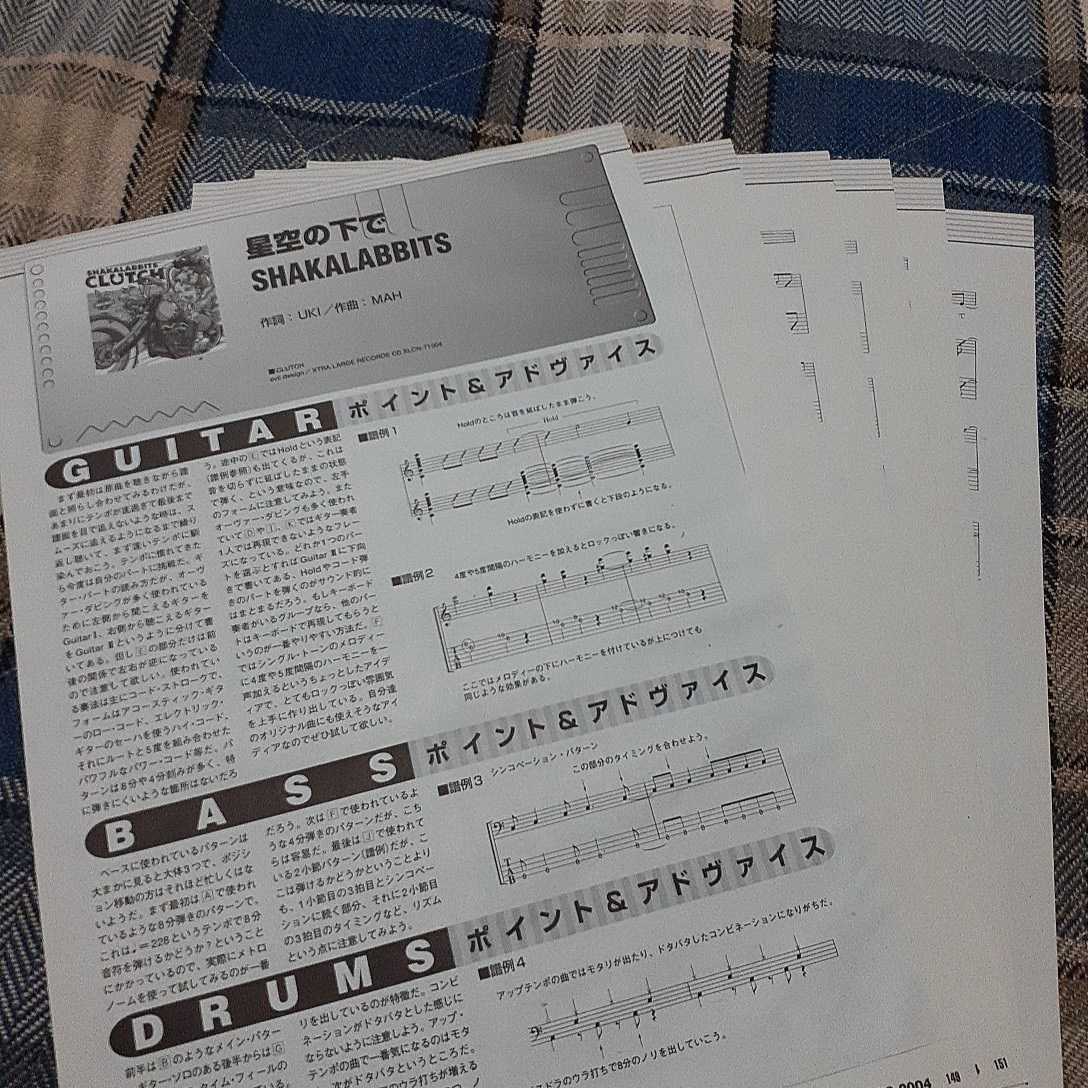 星空の下で
SHAKALABBITS
SHAKALABBITS
CLUTCH
作詞：UKI／作曲：MAH
■CLUTCH
evil design／XTRA LARGE RECORDS CD XLCN-71004
GUITAR ポイント&アドヴァイス
まず最初は原曲を聴きながら譜
面と照らし合わせてみるわけだが、
あまりにテンポが速過ぎて最後まで
譜面を目で追えないような時は、ス
ムーズに追えるようになるまで繰り
返し聴いて、まず速いテンポに馴
染んでおこう。テンポに慣れてきた
ら今度は自分のパートに挑戦だ。ギ
ター・パートの読み方だが、オーヴ
ァー・ダビングが多く使われている
ために左側から聞こえるギターを
Guitar Ⅰ、右側から聴こえるギター
をGuitar Ⅱというように分けて書
いてある。但しEの部分だけは前
後の関係で左右が逆になっている
ので注意して欲しい。使われてい
る奏法は主にコード・ストロークで、
フォームはアコースティック・ギタ
ーのロー・コード、エレクトリック・
ギターのセーハを使うハイ・コード、
それにルートと5度を組み合わせた
パワフルなパワー・コード等だ。パ
ターンは8分や4分刻みが多く、特
に弾きにくいような箇所はないだろ
う。途中のEではHoldという表記
(譜例参照)も出てくるが、これは
音を切らずに延ばしたままの状態
で弾く、という意味なので、左手
のフォームに注意してみよう。また
オーヴァー・ダビングも多く使われ
ていてDやI、Kではギター奏者
1人では再現できないようなフレー
ズになっている。どれか1つのパー
トを選ぶとすればGuitar Ⅱに下向
きで書いてある、Holdやコード弾
きのパートを弾くのがサウンド的に
はまとまるだろう。もしキーボード
奏者がいるグループなら、他のパー
トはキーボードで再現してもらうと
いうのが一番やりやすい方法だ。F
ではシングル・トーンのメロディー
に4度や5度間隔のハーモニーを一
声加えるというちょっとしたアイデ
ィアで、とてもロックっぽい雰囲気
を上手に作り出している。自分達
のオリジナル曲にも使えそうなアイ
ディアなのでぜひ試して欲しい。
■譜例1
Holdのところは音を延ばしたまま弾こう。
Hold
Holdの表記を使わずに書くと下段のようになる。
■譜例2
4度や5度間隔のハーモニーを加えるとロックっぽい響きになる。
ここではメロディーの下にハーモニーを付けているが上につけても
同じような効果がある。
BASS ポイント&アドヴァイス
ベースに使われているパターンは
大まかに見ると大体3つで、ポジシ
ョン移動の方はそれほど忙しくはな
いようだ。まず最初はAで使われ
ているような8分弾きのパターンで、
これは♩=228というテンポで8分
音符を弾けるかどうか？ということ
にかかっているので、実際にメトロ
ノームを使って試してみるのが一番
だろう。次はFで使われているよ
うな4分弾きのパターンだが、こち
らは容易だ。最後はJで使われて
いる2小節パターン(譜例)だが、こ
こは弾けるかどうかということより
も、1小節目の3拍目とシンコペー
ションに続く部分、それに2小節目
の3拍目のタイミングなど、リズム
という点に注意してみよう。
■譜例3
シンコペーション・パターン
この部分のタイミングを合わせよう。
DRUMS ポイント&アドヴァイス
前半はBのようなメイン・パター
ギター・ソロのある後半からはG
リを出しているのが特徴だ。コンビ
ネーションがドタバタとした感じに
ならないように注意しよう。アップ・
テンポの曲で一番気になるのはモタ
次がドタバタというところだ。
のウラ打ちが増える
■譜例4
アップテンポの曲ではモタリが出たり、ドタバタしたコンビネーションになりがちだ。
スドラのウラ打ちで8分のノリを出していこう。
2004 149 151